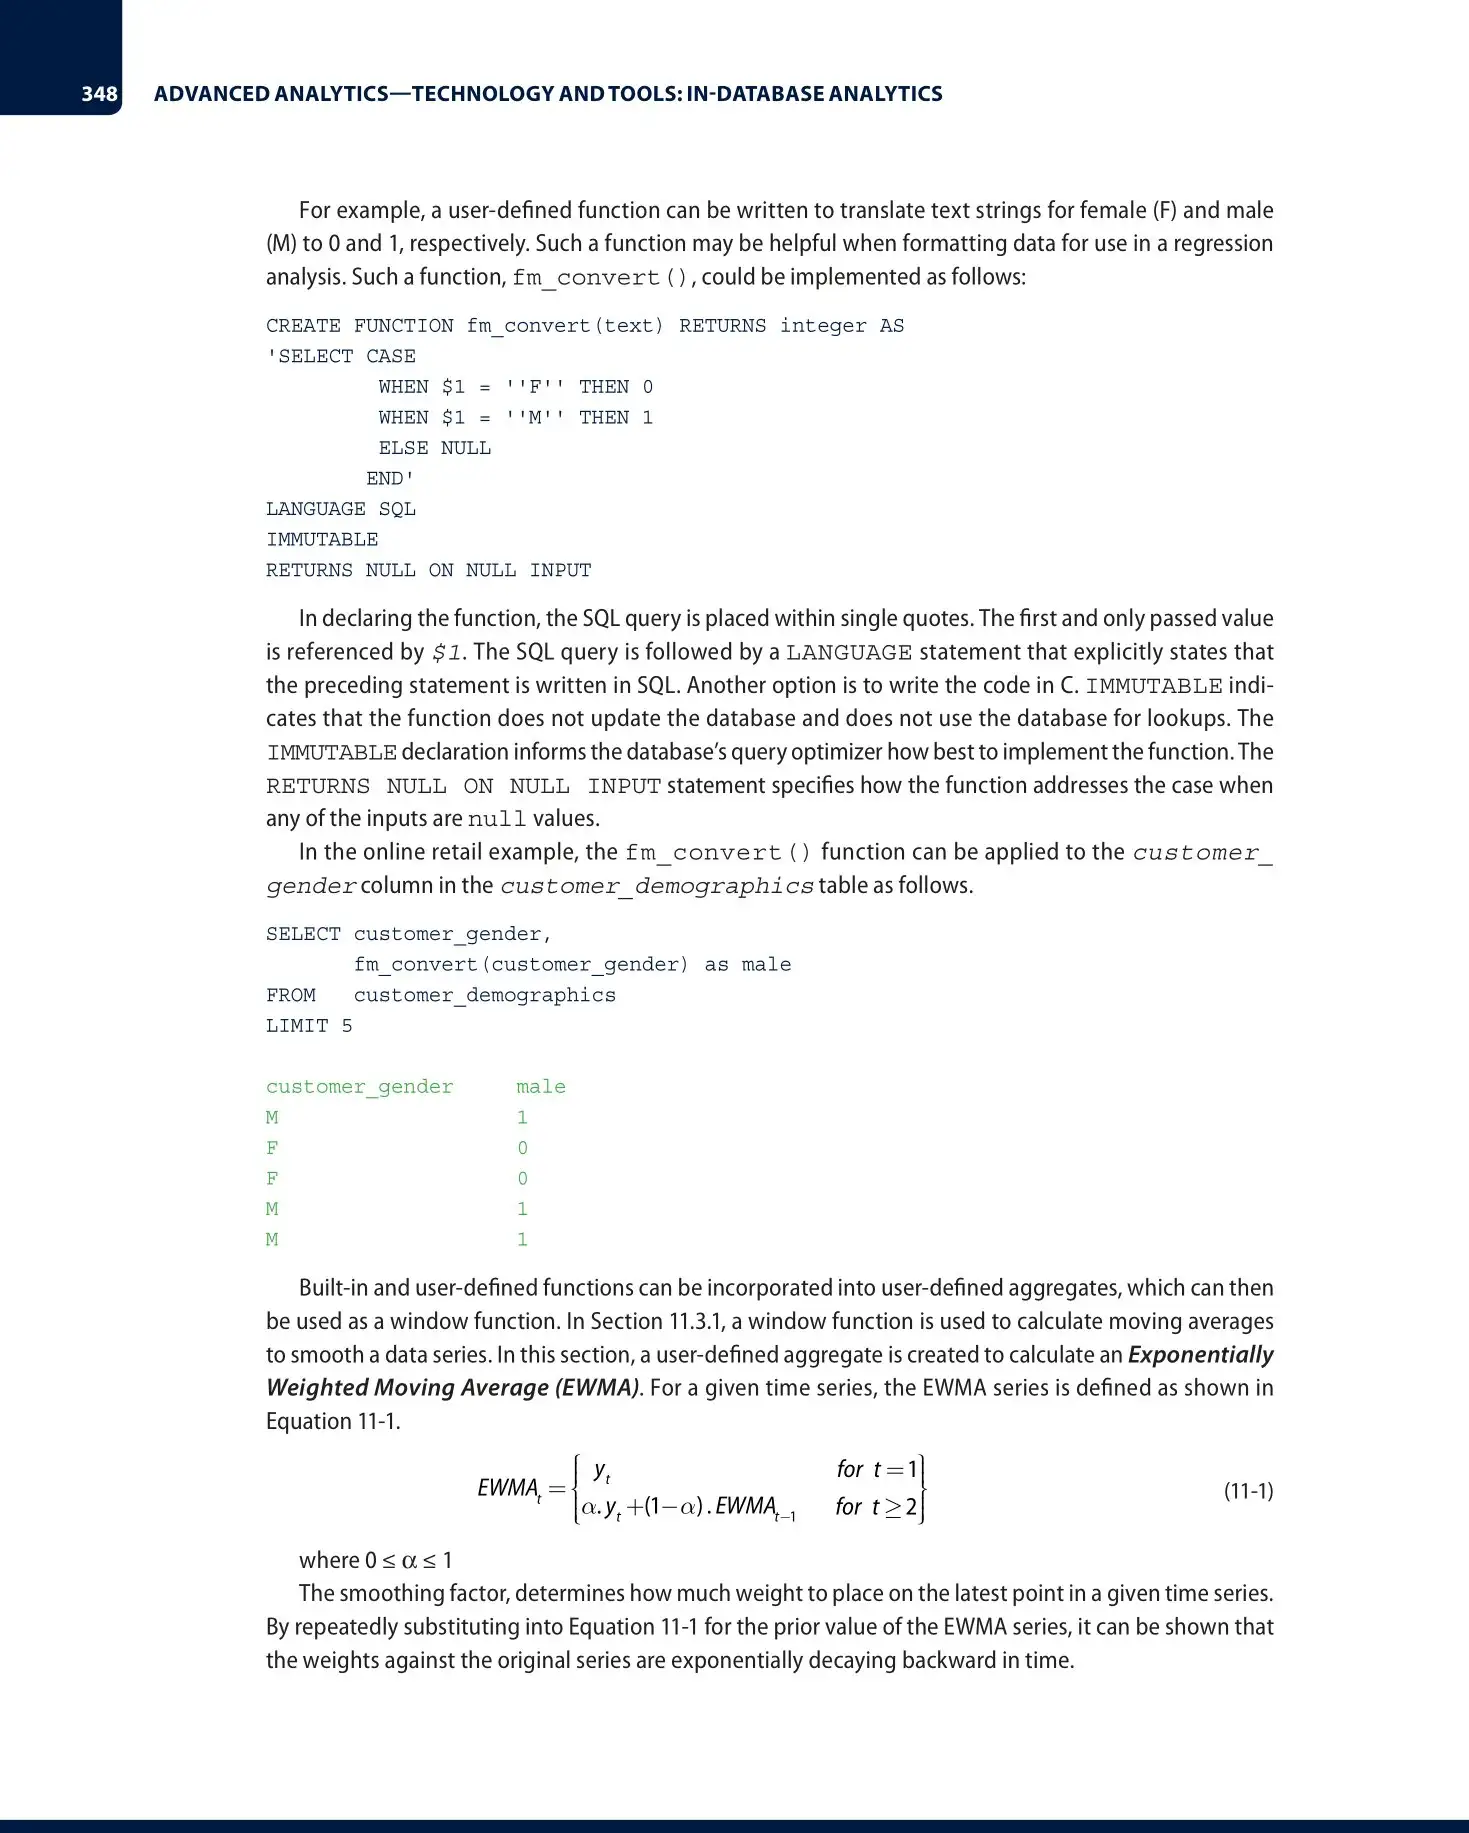 348 ADVANCED ANALYTICS—TECHNOLOGY AND TOOLS: IN-DATABASE ANALYTICS
For example, a user-defined function can be written to translate text strings for female (F) and male
(M) to 0 and 1, respectively. Such a function may be helpful when formatting data for use in a regression
analysis. Such a function, fm_convert(), could be implemented as follows:
CREATE FUNCTION fm_convert(text) RETURNS integer AS
'SELECT CASE
WHEN $1 = ''F'' THEN 0
WHEN $1 = ''M'' THEN 1
ELSE NULL
END'
LANGUAGE SQL
IMMUTABLE
RETURNS NULL ON NULL INPUT
In declaring the function, the SQL query is placed within single quotes. The first and only passed value
is referenced by $1. The SQL query is followed by a LANGUAGE statement that explicitly states that
the preceding statement is written in SQL. Another option is to write the code in C. IMMUTABLE indi-
cates that the function does not update the database and does not use the database for lookups. The
IMMUTABLE declaration informs the database's query optimizer how best to implement the function. The
RETURNS NULL ON NULL INPUT statement specifies how the function addresses the case when
any of the inputs are null values.
In the online retail example, the fm_convert() function can be applied to the customer_
gender column in the customer_demographics table as follows.
SELECT customer_gender,
fm_convert(customer_gender) as male
FROM customer_demographics
LIMIT 5
customer_gender male
M 1
F 0
F 0
M 1
M 1
Built-in and user-defined functions can be incorporated into user-defined aggregates, which can then
be used as a window function. In Section 11.3.1, a window function is used to calculate moving averages
to smooth a data series. In this section, a user-defined aggregate is created to calculate an Exponentially
Weighted Moving Average (EWMA). For a given time series, the EWMA series is defined as shown in
Equation 11-1.
EWMA_t = { y_t for t = 1
α. y_t + (1−α) . EWMA_{t−1} for t ≥ 2 } (11-1)
where 0 ≤ α ≤ 1
The smoothing factor, determines how much weight to place on the latest point in a given time series.
By repeatedly substituting into Equation 11-1 for the prior value of the EWMA series, it can be shown that
the weights against the original series are exponentially decaying backward in time.